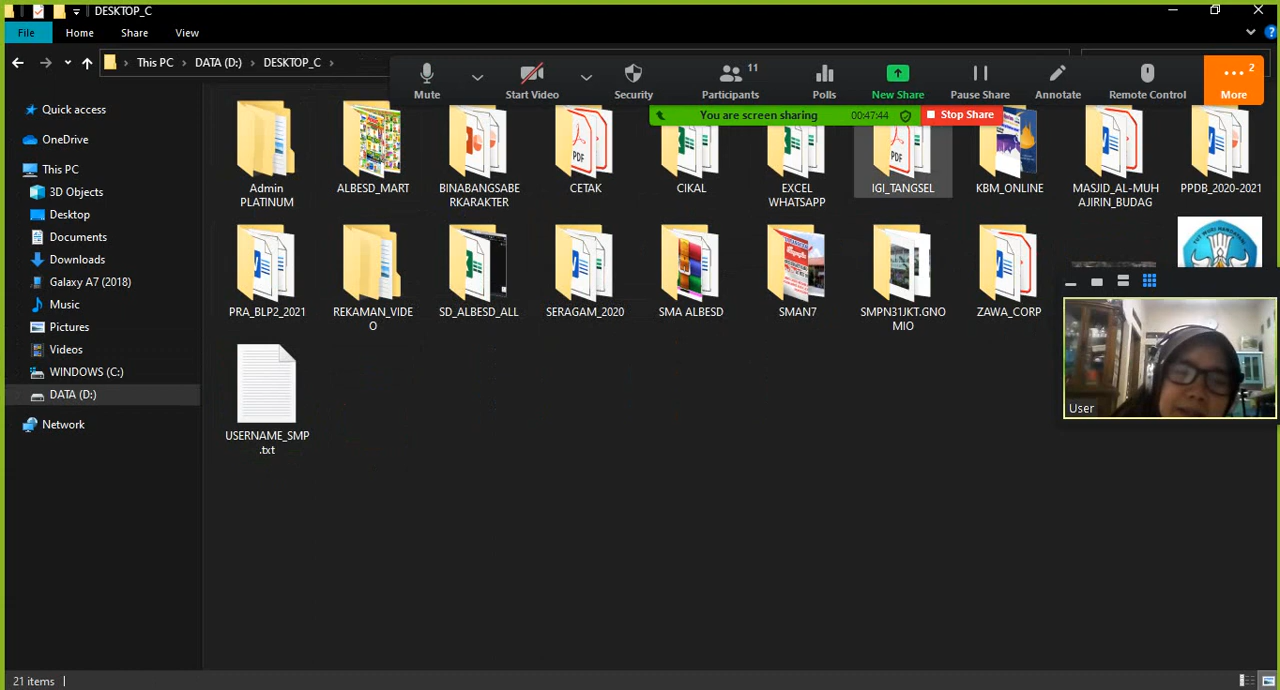 DESKTOP_C
File Home Share View
This PC DATA (D:) DESKTOP_C
Mute Start Video Security Participants 11 Polls New Share Pause Share Annotate Remote Control More 2
You are screen sharing 00:47:44 Stop Share
Quick access
OneDrive
This PC
3D Objects
Desktop
Documents
Downloads
Galaxy A7 (2018)
Music
Pictures
Videos
WINDOWS (C:)
DATA (D:)
Network
Admin
PLATINUM
ALBESD_MART
BINABANGSABE
RKARAKTER
CETAK
CIKAL
EXCEL
WHATSAPP
IGI_TANGSEL
KBM_ONLINE
MASJID_AL-MUH
AJIRIN_BUDAG
PPDB_2020-2021
PRA_BLP2_2021
REKAMAN_VIDE
O
SD_ALBESD_ALL
SERAGAM_2020
SMA ALBESD
SMAN7
SMPN31JKT.GNO
MIO
ZAWA_CORP
USERNAME_SMP
.txt
User
21 items